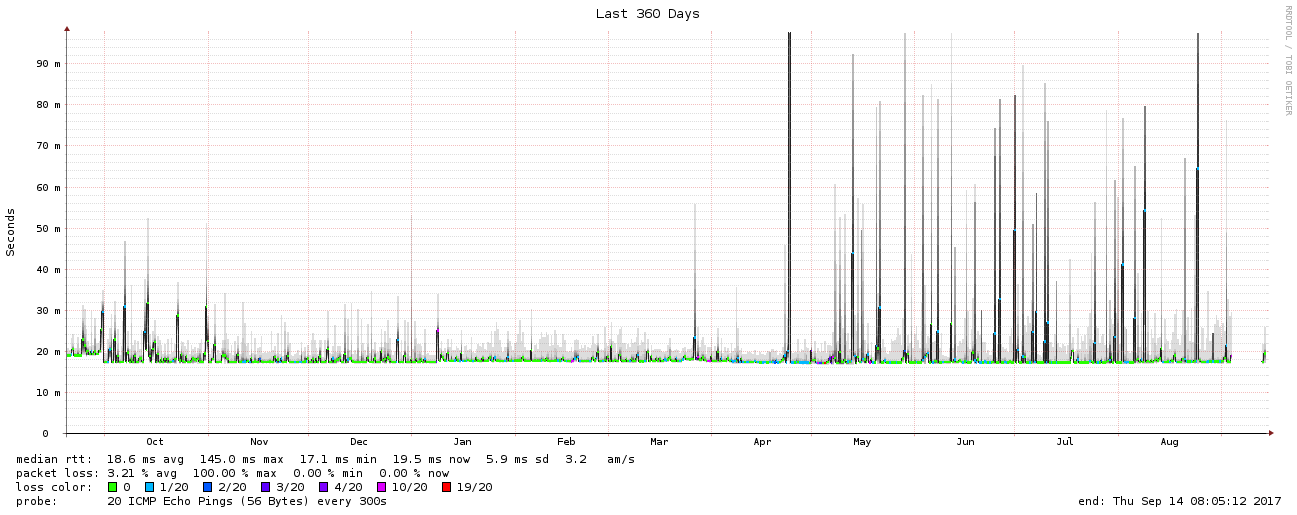 Last 360 Days
RRDTOOL / TOBI OETIKER
Seconds
90 m
80 m
70 m
60 m
50 m
40 m
30 m
20 m
10 m
0
Oct Nov Dec Jan Feb Mar Apr May Jun Jul Aug
median rtt: 18.6 ms avg 145.0 ms max 17.1 ms min 19.5 ms now 5.9 ms sd 3.2 am/s
packet loss: 3.21 % avg 100.00 % max 0.00 % min 0.00 % now
loss color: 0 1/20 2/20 3/20 4/20 10/20 19/20
probe: 20 ICMP Echo Pings (56 Bytes) every 300s end: Thu Sep 14 08:05:12 2017